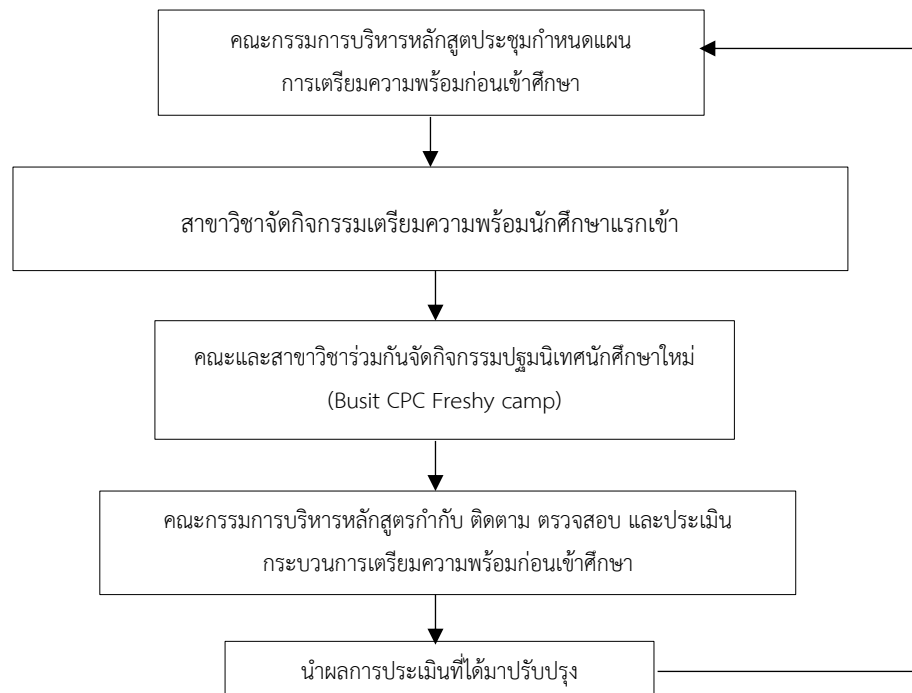 คณะกรรมการบริหารหลักสูตประชุมกำหนดแผน
การเตรียมความพร้อมก่อนเข้าศึกษา
สาขาวิชาจัดกิจกรรมเตรียมความพร้อมนักศึกษาแรกเข้า
คณะและสาขาวิชาร่วมกันจัดกิจกรรมปฐมนิเทศนักศึกษาใหม่
(Busit CPC Freshy camp)
คณะกรรมการบริหารหลักสูตรกำกับ ติดตาม ตรวจสอบ และประเมิน
กระบวนการเตรียมความพร้อมก่อนเข้าศึกษา
นำผลการประเมินที่ได้มาปรับปรุง